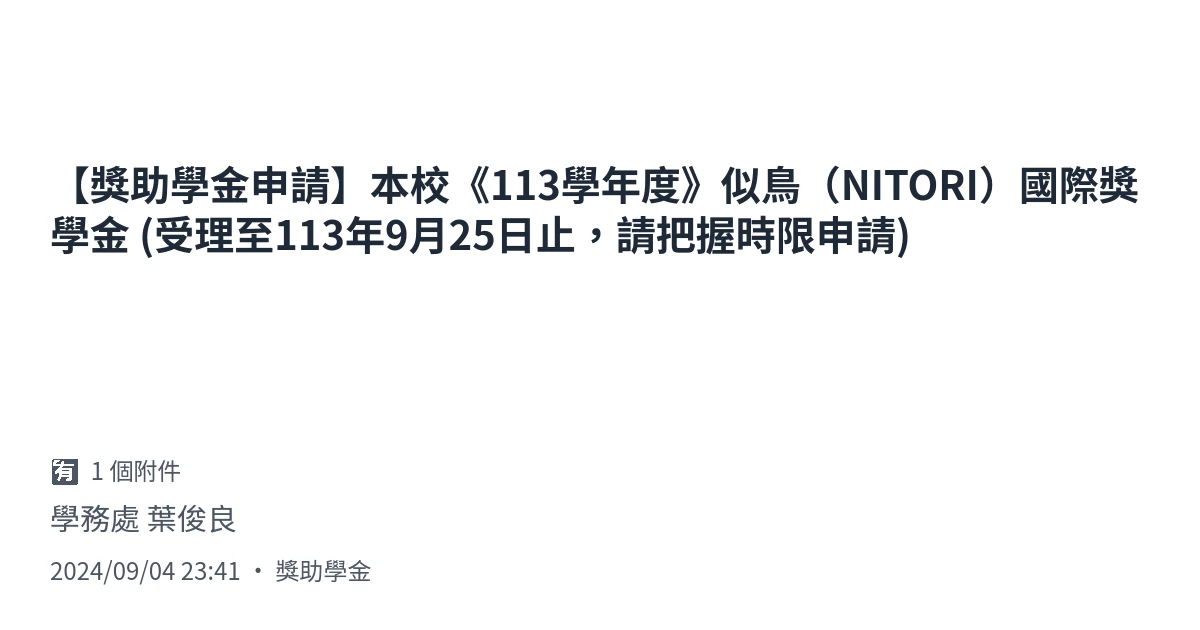 【獎助學金申請】本校《113學年度》似鳥（NITORI）國際獎
學金 (受理至113年9月25日止，請把握時限申請)
🈶 1 個附件
學務處 葉俊良
2024/09/04 23:41 • 獎助學金